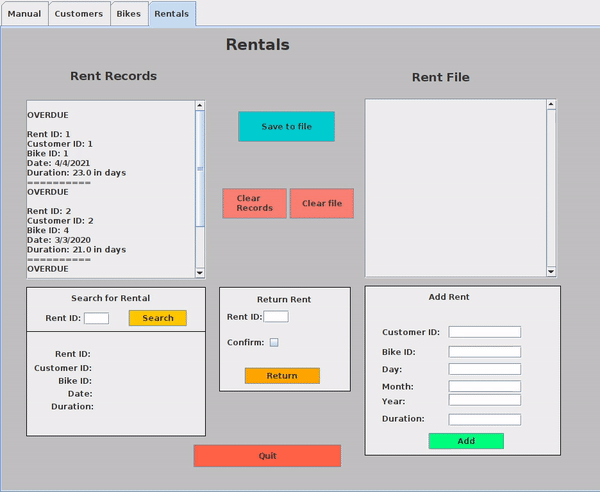 Manual
Customers
Bikes
Rentals
Rentals
Rent Records
Rent File
OVERDUE
Rent ID: 1
Customer ID: 1
Bike ID: 1
Date: 4/4/2021
Duration: 23.0 in days
==========
OVERDUE
Rent ID: 2
Customer ID: 2
Bike ID: 4
Date: 3/3/2020
Duration: 21.0 in days
==========
OVERDUE
Save to file
Clear
Records
Clear file
Search for Rental
Rent ID:
Search
Rent ID:
Customer ID:
Bike ID:
Date:
Duration:
Return Rent
Rent ID:
Confirm:
Return
Add Rent
Customer ID:
Bike ID:
Day:
Month:
Year:
Duration:
Add
Quit